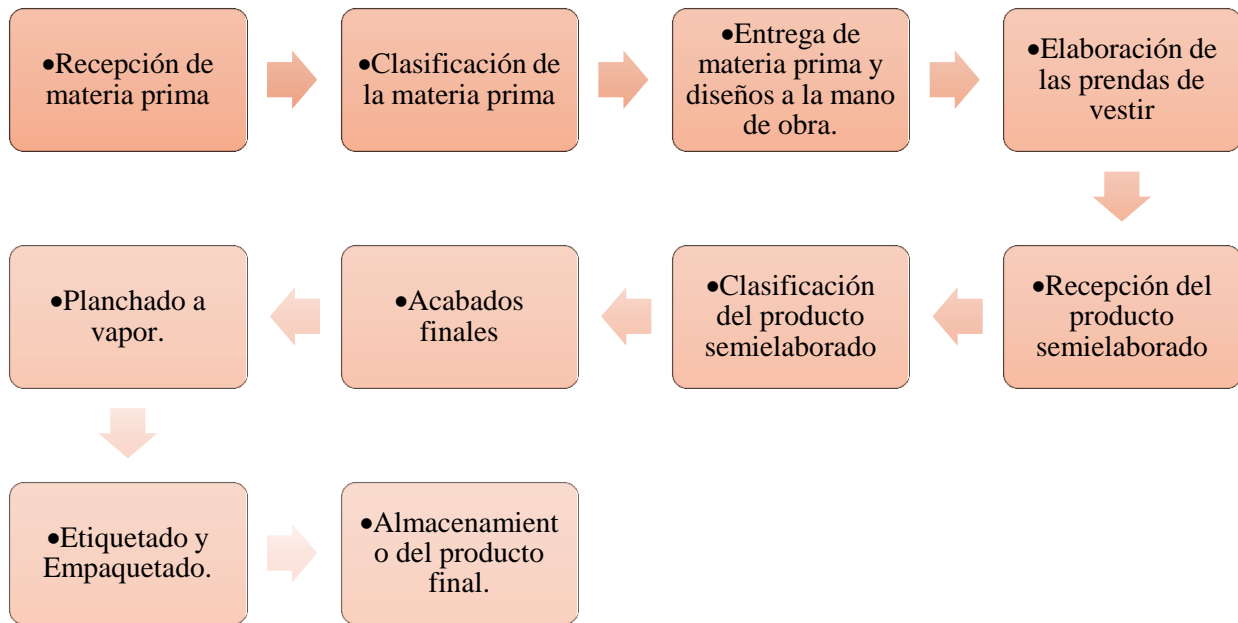 •Recepción de
materia prima
•Clasificación de
la materia prima
•Entrega de
materia prima y
diseños a la mano
de obra.
•Elaboración de
las prendas de
vestir
•Recepción del
producto
semielaborado
•Clasificación
del producto
semielaborado
•Acabados
finales
•Planchado a
vapor.
•Etiquetado y
Empaquetado.
•Almacenamient
o del producto
final.